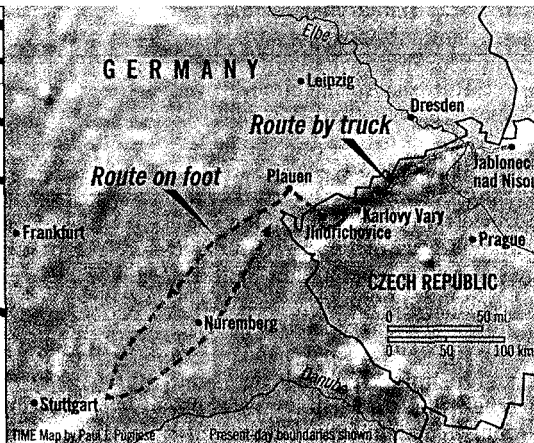 Elbe
GERMANY
Leipzig
Dresden
Route by truck
Jablonec
nad Nisou
Plauen
Route on foot
Karlovy Vary
Jindrichovice
Frankfurt
Prague
CZECH REPUBLIC
0 50 mi.
Nuremberg
0 50 100 km
Danube
Stuttgart
TIME Map by Paul J. Pugliese
Present-day boundaries shown